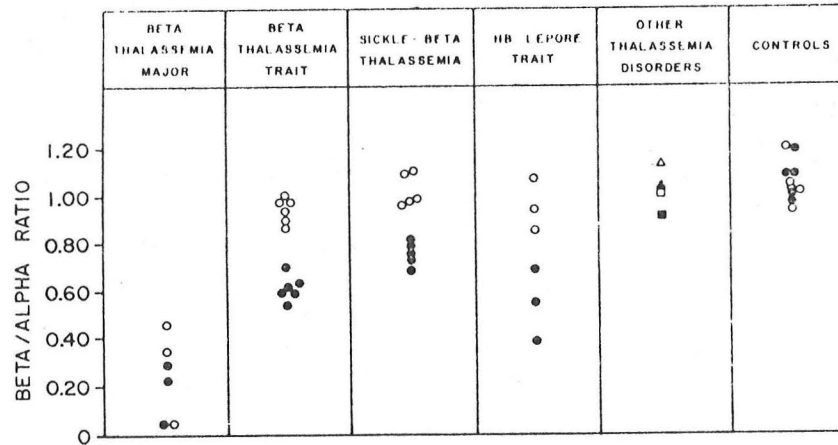 BETA
THALASSEMIA
MAJOR
BETA
THALASSEMIA
TRAIT
SICKLE-BETA
THALASSEMIA
HB LEPORE
TRAIT
OTHER
THALASSEMIA
DISORDERS
CONTROLS
BETA/ALPHA RATIO
1.20
1.00
0.80
0.60
0.40
0.20
0